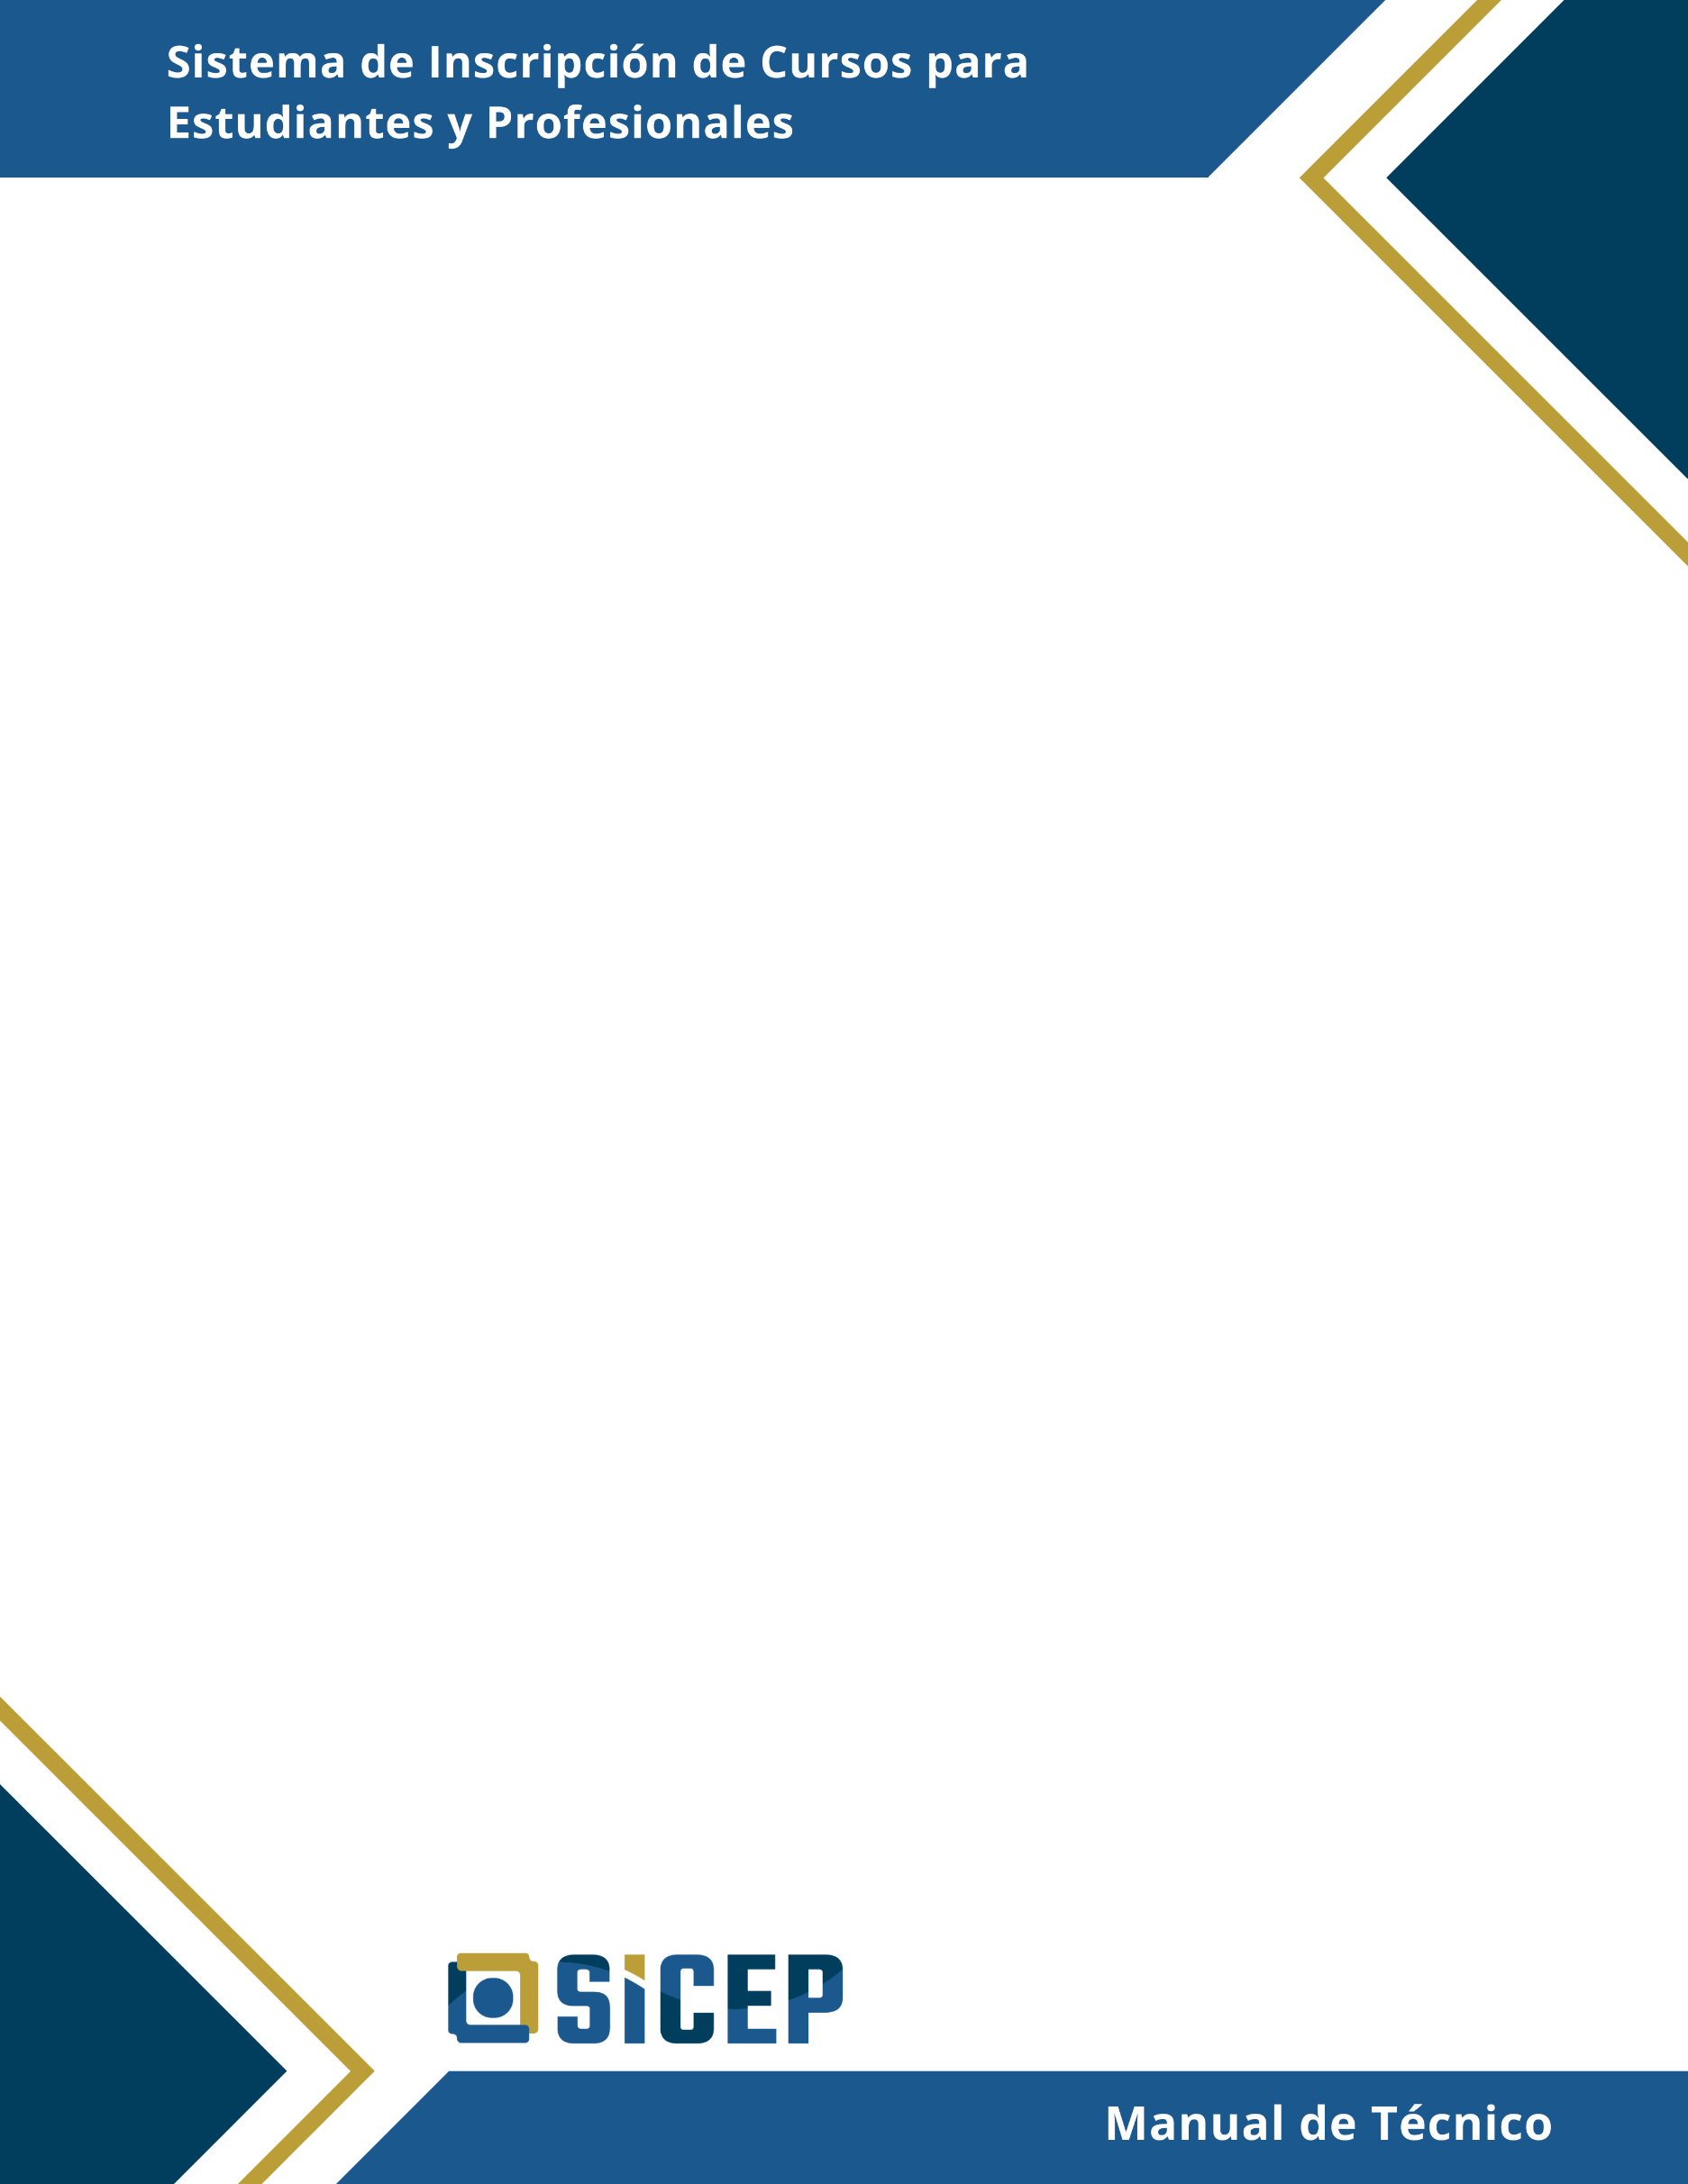 Sistema de Inscripción de Cursos para
Estudiantes y Profesionales
SiCEP
Manual de Técnico